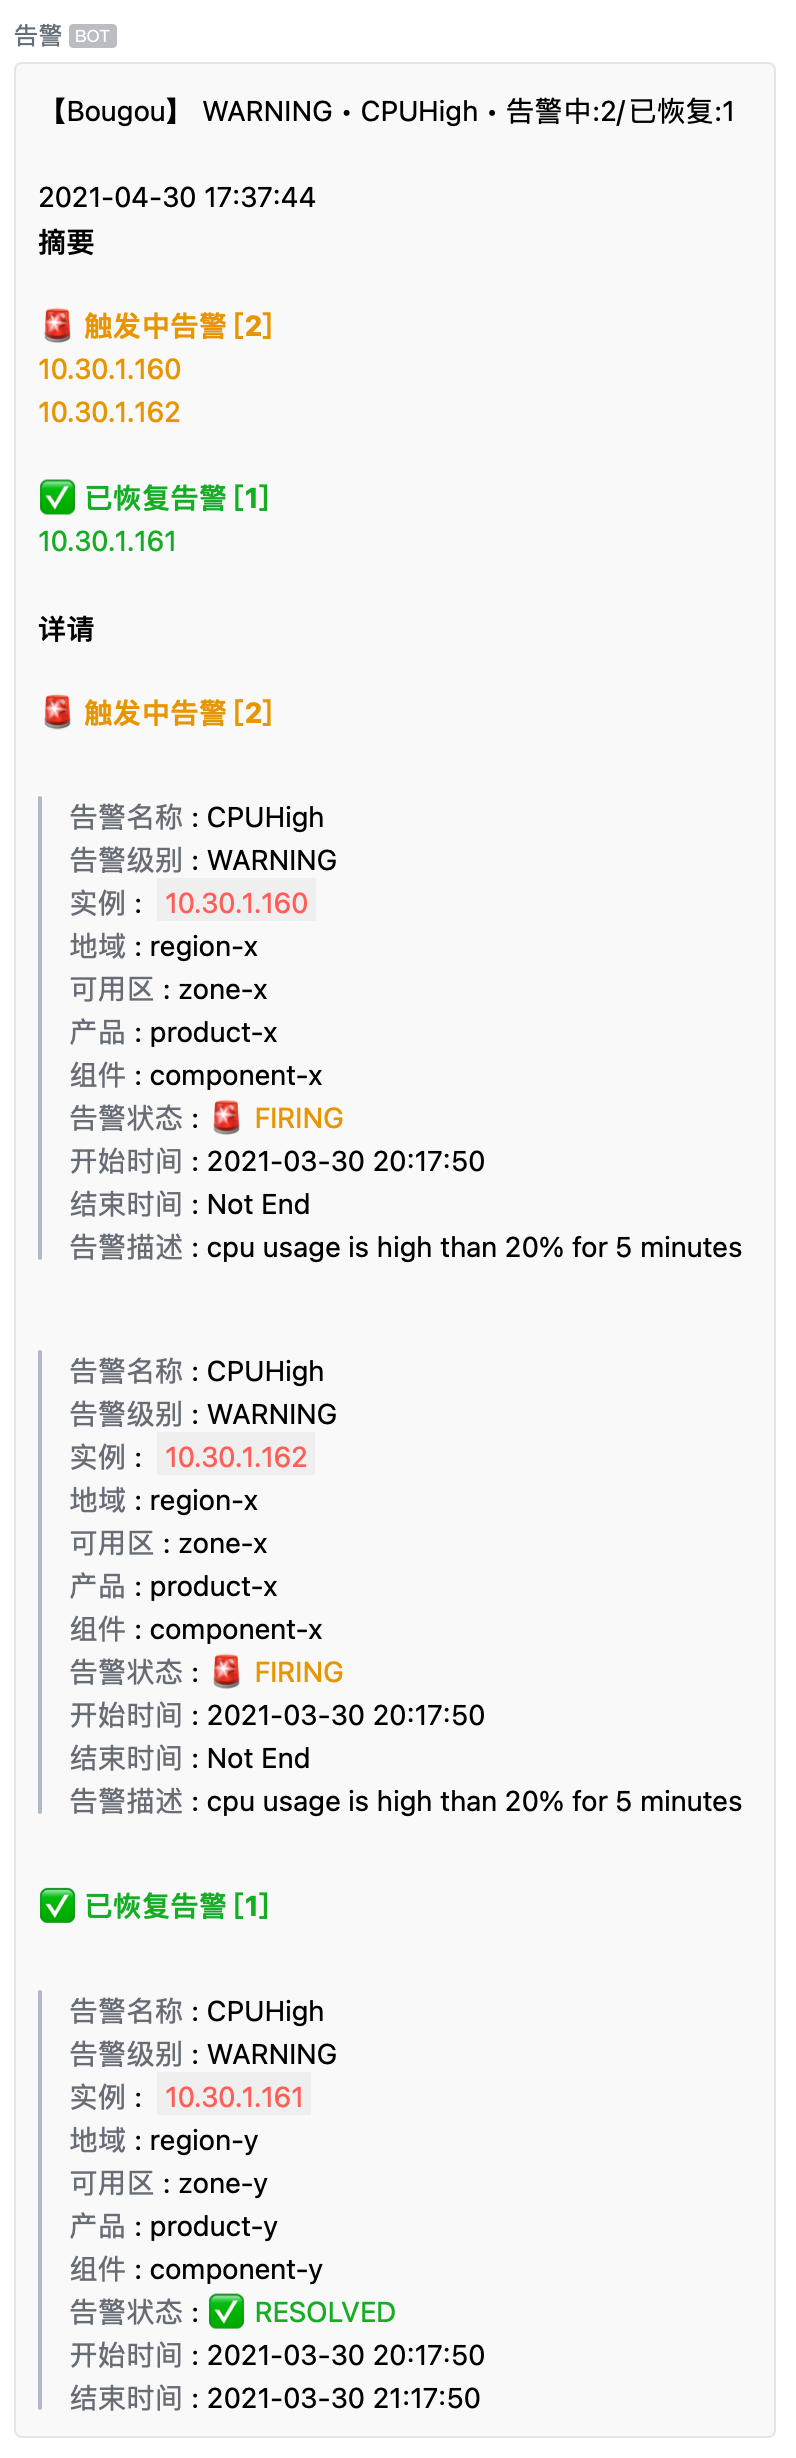 告警 BOT
【Bougou】 WARNING • CPUHigh • 告警中:2/已恢复:1
2021-04-30 17:37:44
摘要
🚨 触发中告警 [2]
10.30.1.160
10.30.1.162
✅ 已恢复告警 [1]
10.30.1.161
详请
🚨 触发中告警 [2]
告警名称 : CPUHigh
告警级别 : WARNING
实例 : 10.30.1.160
地域 : region-x
可用区 : zone-x
产品 : product-x
组件 : component-x
告警状态 : 🚨 FIRING
开始时间 : 2021-03-30 20:17:50
结束时间 : Not End
告警描述 : cpu usage is high than 20% for 5 minutes
告警名称 : CPUHigh
告警级别 : WARNING
实例 : 10.30.1.162
地域 : region-x
可用区 : zone-x
产品 : product-x
组件 : component-x
告警状态 : 🚨 FIRING
开始时间 : 2021-03-30 20:17:50
结束时间 : Not End
告警描述 : cpu usage is high than 20% for 5 minutes
✅ 已恢复告警 [1]
告警名称 : CPUHigh
告警级别 : WARNING
实例 : 10.30.1.161
地域 : region-y
可用区 : zone-y
产品 : product-y
组件 : component-y
告警状态 : ✅ RESOLVED
开始时间 : 2021-03-30 20:17:50
结束时间 : 2021-03-30 21:17:50